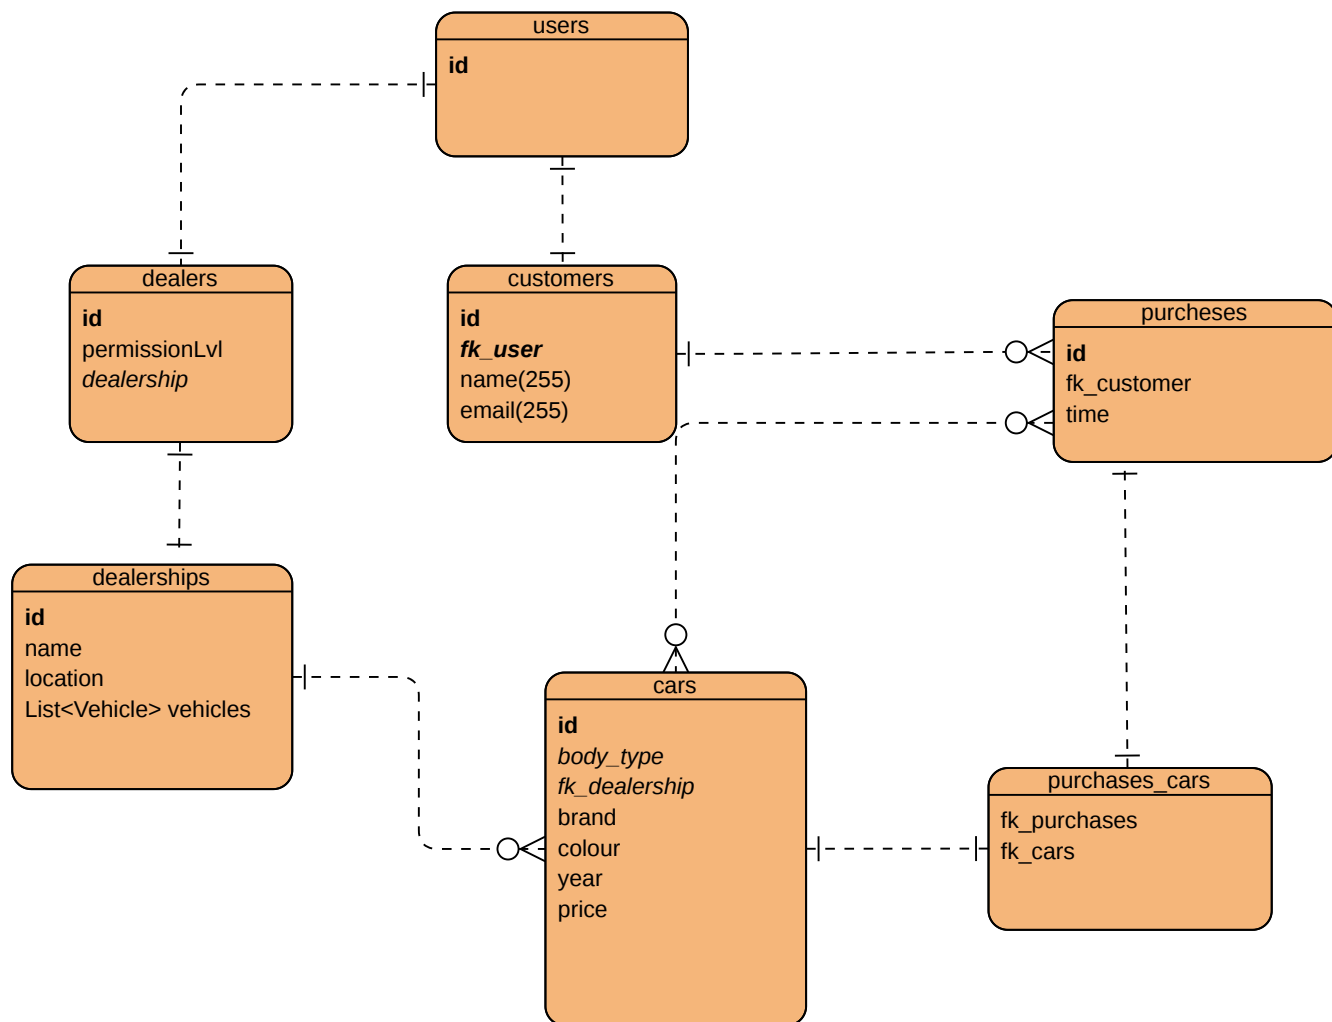 users
id
dealers
id
permissionLvl
dealership
customers
id
fk_user
name(255)
email(255)
purcheses
id
fk_customer
time
dealerships
id
name
location
List<Vehicle> vehicles
cars
id
body_type
fk_dealership
brand
colour
year
price
purchases_cars
fk_purchases
fk_cars